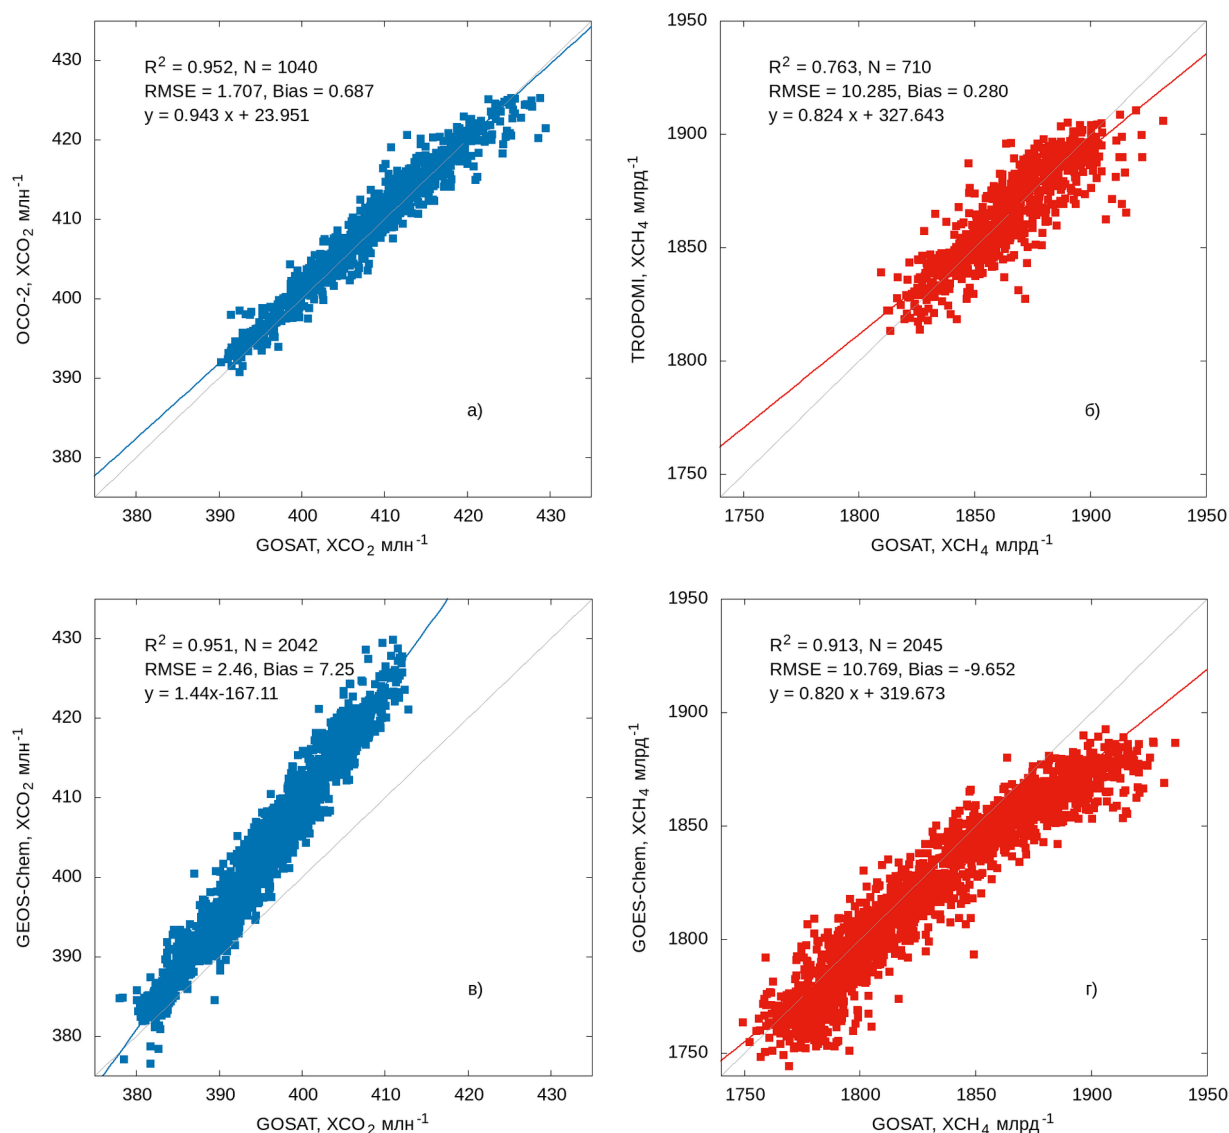 R² = 0.952, N = 1040
RMSE = 1.707, Bias = 0.687
y = 0.943 x + 23.951
430
420
410
400
390
380
OCO-2, XCO₂ млн⁻¹
а)
380 390 400 410 420 430
GOSAT, XCO₂ млн⁻¹
R² = 0.763, N = 710
RMSE = 10.285, Bias = 0.280
y = 0.824 x + 327.643
1950
1900
1850
1800
1750
TROPOMI, XCH₄ млрд⁻¹
б)
1750 1800 1850 1900 1950
GOSAT, XCH₄ млрд⁻¹
R² = 0.951, N = 2042
RMSE = 2.46, Bias = 7.25
y = 1.44x-167.11
430
420
410
400
390
380
GEOS-Chem, XCO₂ млн⁻¹
в)
380 390 400 410 420 430
GOSAT, XCO₂ млн⁻¹
R² = 0.913, N = 2045
RMSE = 10.769, Bias = -9.652
y = 0.820 x + 319.673
1950
1900
1850
1800
1750
GOES-Chem, XCH₄ млрд⁻¹
г)
1750 1800 1850 1900 1950
GOSAT, XCH₄ млрд⁻¹